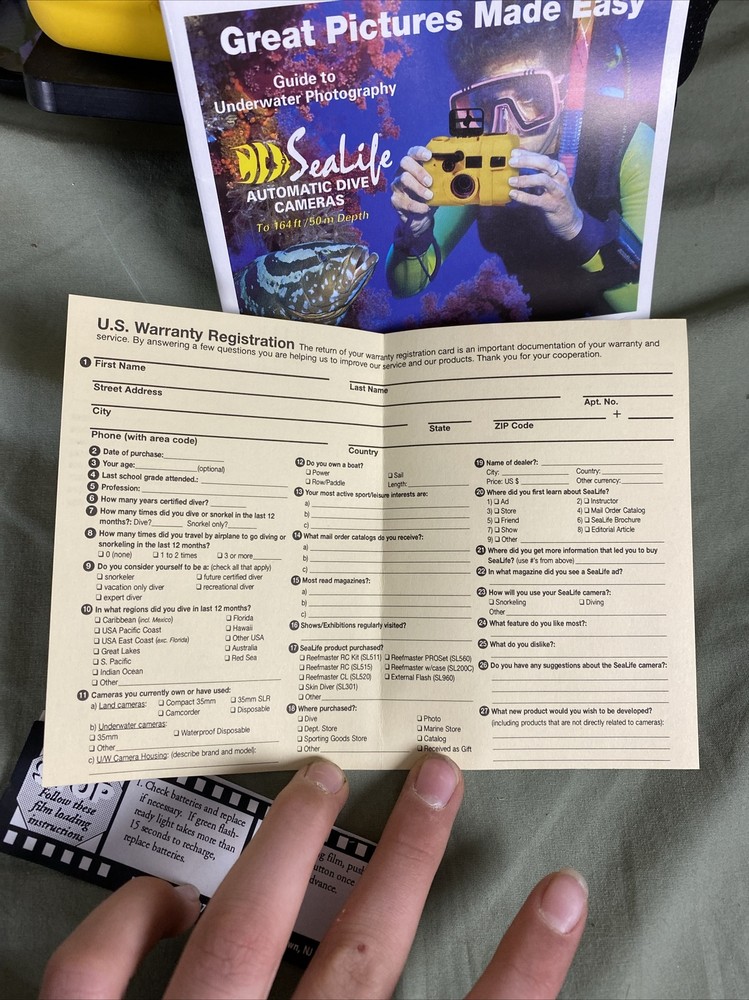 Great Pictures Made Easy
Guide to
Underwater Photography
SeaLife
AUTOMATIC DIVE
CAMERAS
To 164 ft / 50 m Depth
U.S. Warranty Registration The return of your warranty registration card is an important documentation of your warranty and
service. By answering a few questions you are helping us to improve our service and our products. Thank you for your cooperation.
1 First Name
Last Name
Street Address
Apt. No.
City
State
ZIP Code
+
Phone (with area code)
Country
2 Date of purchase:
3 Your age: (optional)
4 Last school grade attended.:
5 Profession:
6 How many years certified diver?
7 How many times did you dive or snorkel in the last 12
months?: Dive? Snorkel only?
8 How many times did you travel by airplane to go diving or
snorkeling in the last 12 months?
❑ 0 (none) ❑ 1 to 2 times ❑ 3 or more
9 Do you consider yourself to be a: (check all that apply)
❑ snorkeler ❑ future certified diver
❑ vacation only diver ❑ recreational diver
❑ expert diver
10 In what regions did you dive in last 12 months?
❑ Caribbean (incl. Mexico) ❑ Florida
❑ USA Pacific Coast ❑ Hawaii
❑ USA East Coast (exc. Florida) ❑ Other USA
❑ Great Lakes ❑ Australia
❑ S. Pacific ❑ Red Sea
❑ Indian Ocean
❑ Other
11 Cameras you currently own or have used:
a) Land cameras: ❑ Compact 35mm ❑ 35mm SLR
❑ Camcorder ❑ Disposable
b) Underwater cameras:
❑ 35mm ❑ Waterproof Disposable
❑ Other
c) U/W Camera Housing: (describe brand and model):
12 Do you own a boat?
❑ Power ❑ Sail
❑ Row/Paddle Length:
13 Your most active sport/leisure interests are:
a)
b)
c)
14 What mail order catalogs do you receive?:
a)
b)
c)
15 Most read magazines?:
a)
b)
c)
16 Shows/Exhibitions regularly visited?
17 SeaLife product purchased?
❑ Reefmaster RC Kit (SL511) ❑ Reefmaster PROSet (SL560)
❑ Reefmaster RC (SL515) ❑ Reefmaster w/case (SL200C)
❑ Reefmaster CL (SL520) ❑ External Flash (SL960)
❑ Skin Diver (SL301)
❑ Other
18 Where purchased?:
❑ Dive ❑ Photo
❑ Dept. Store ❑ Marine Store
❑ Sporting Goods Store ❑ Catalog
❑ Other ❑ Received as Gift
19 Name of dealer?:
City: Country:
Price: US $ Other currency:
20 Where did you first learn about SeaLife?
1) ❑ Ad 2) ❑ Instructor
3) ❑ Store 4) ❑ Mail Order Catalog
5) ❑ Friend 6) ❑ SeaLife Brochure
7) ❑ Show 8) ❑ Editorial Article
9) ❑ Other
21 Where did you get more information that led you to buy
SeaLife? (use #'s from above)
22 In what magazine did you see a SeaLife ad?
23 How will you use your SeaLife camera?:
❑ Snorkeling ❑ Diving
Other
24 What feature do you like most?:
25 What do you dislike?:
26 Do you have any suggestions about the SeaLife camera?:
27 What new product would you wish to be developed?
(including products that are not directly related to cameras):
Follow these
film loading
instructions
1. Check batteries and replace
if necessary. If green flash-
ready light takes more than
15 seconds to recharge,
replace batteries.
film, push
button once
dvance.
NJ